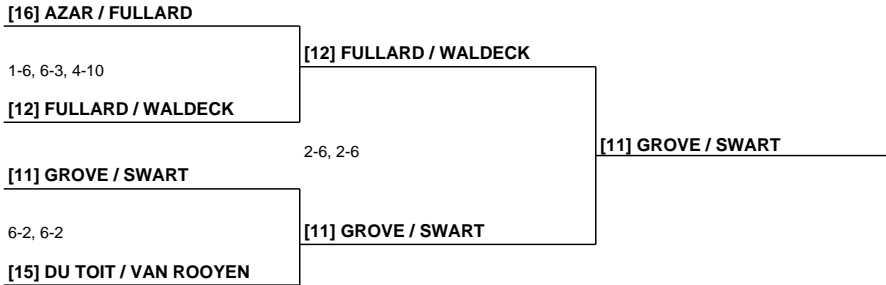 [16] AZAR / FULLARD
1-6, 6-3, 4-10
[12] FULLARD / WALDECK
[12] FULLARD / WALDECK
2-6, 2-6
[11] GROVE / SWART
[11] GROVE / SWART
6-2, 6-2
[11] GROVE / SWART
[15] DU TOIT / VAN ROOYEN